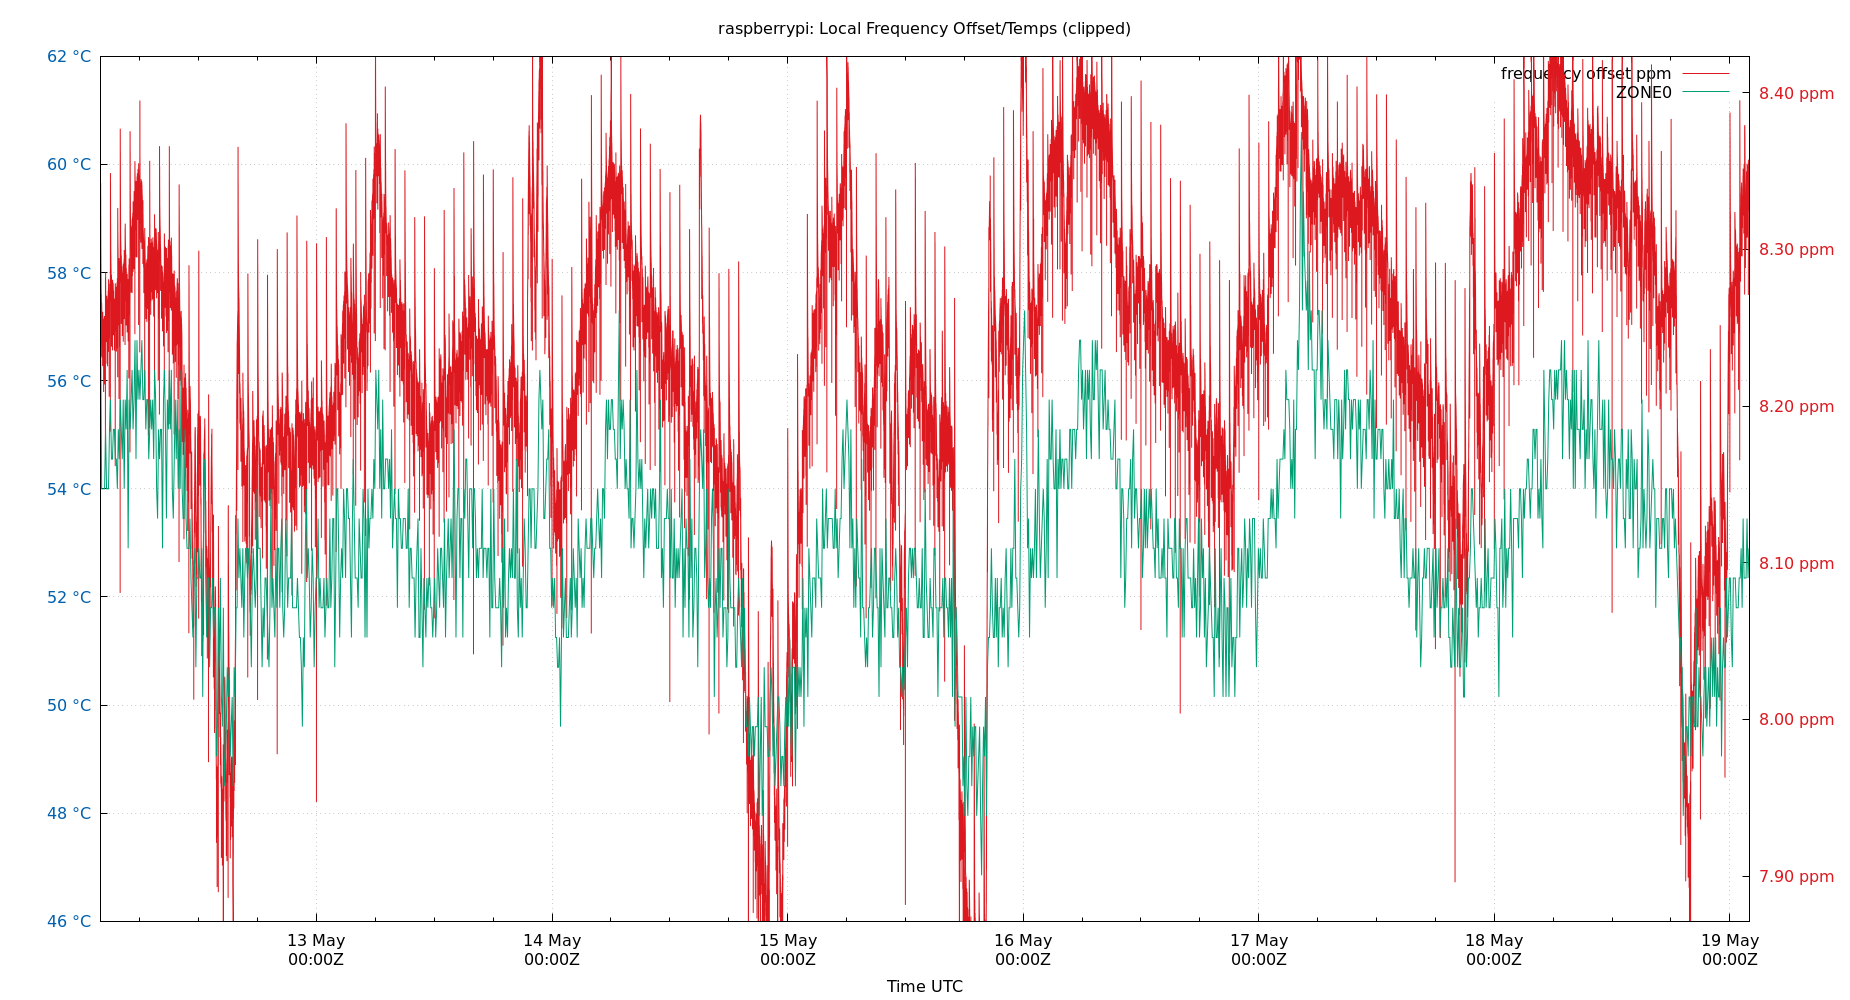 raspberrypi: Local Frequency Offset/Temps (clipped)
62 °C
60 °C
58 °C
56 °C
54 °C
52 °C
50 °C
48 °C
46 °C
frequency offset ppm
ZONE0
8.40 ppm
8.30 ppm
8.20 ppm
8.10 ppm
8.00 ppm
7.90 ppm
13 May
00:00Z
14 May
00:00Z
15 May
00:00Z
16 May
00:00Z
17 May
00:00Z
18 May
00:00Z
19 May
00:00Z
Time UTC